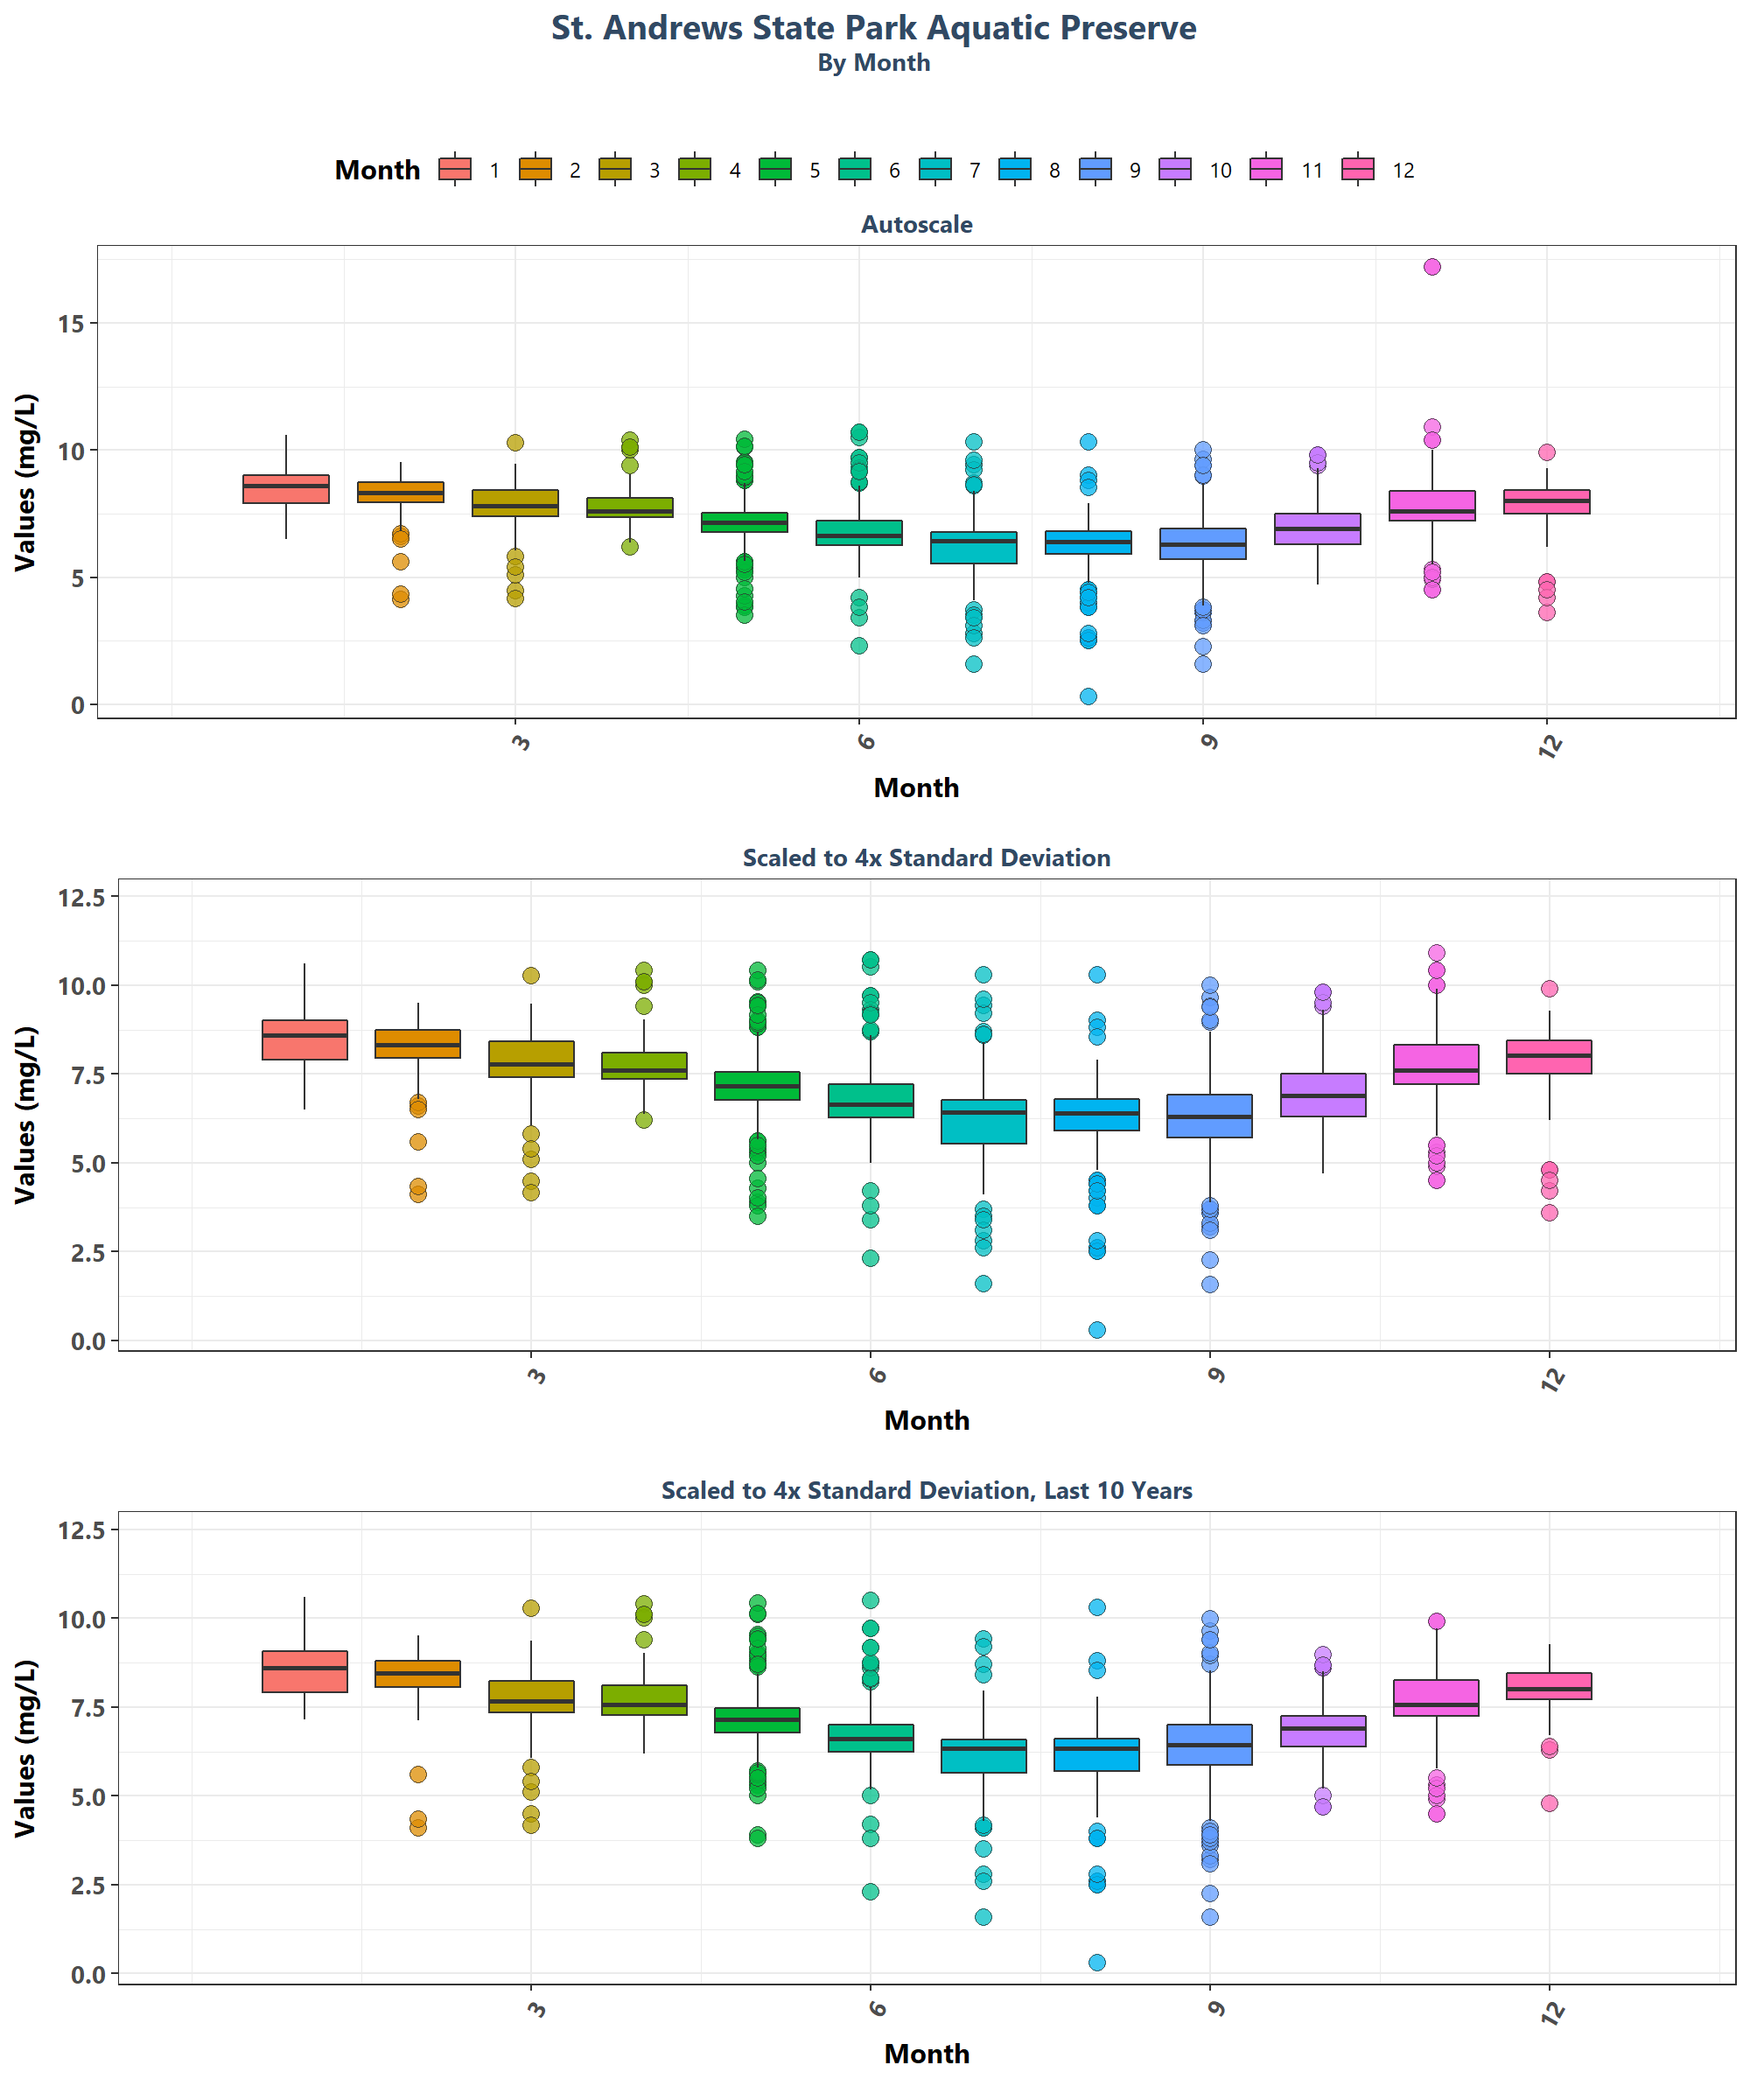 St. Andrews State Park Aquatic Preserve
By Month
Month 1 2 3 4 5 6 7 8 9 10 11 12
Autoscale
Values (mg/L)
15
10
5
0
3 6 9 12
Month
Scaled to 4x Standard Deviation
Values (mg/L)
12.5
10.0
7.5
5.0
2.5
0.0
3 6 9 12
Month
Scaled to 4x Standard Deviation, Last 10 Years
Values (mg/L)
12.5
10.0
7.5
5.0
2.5
0.0
3 6 9 12
Month